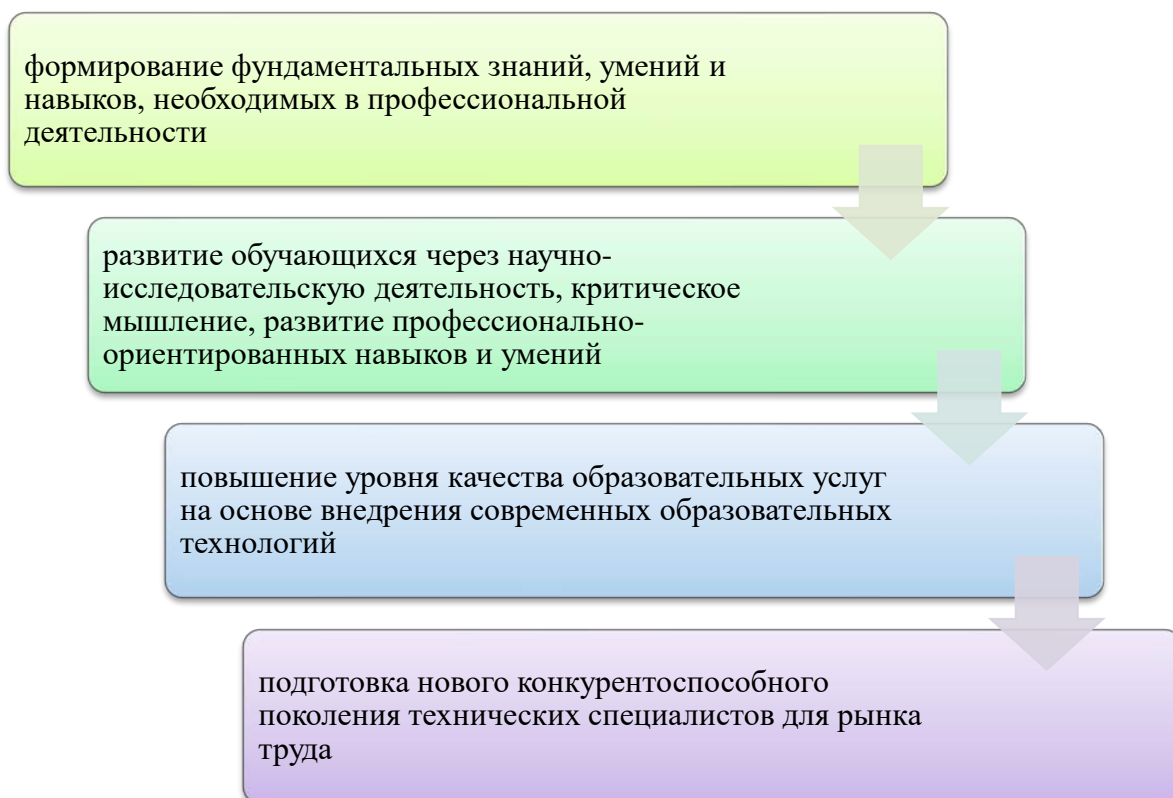 формирование фундаментальных знаний, умений и
навыков, необходимых в профессиональной
деятельности
развитие обучающихся через научно-
исследовательскую деятельность, критическое
мышление, развитие профессионально-
ориентированных навыков и умений
повышение уровня качества образовательных услуг
на основе внедрения современных образовательных
технологий
подготовка нового конкурентоспособного
поколения технических специалистов для рынка
труда